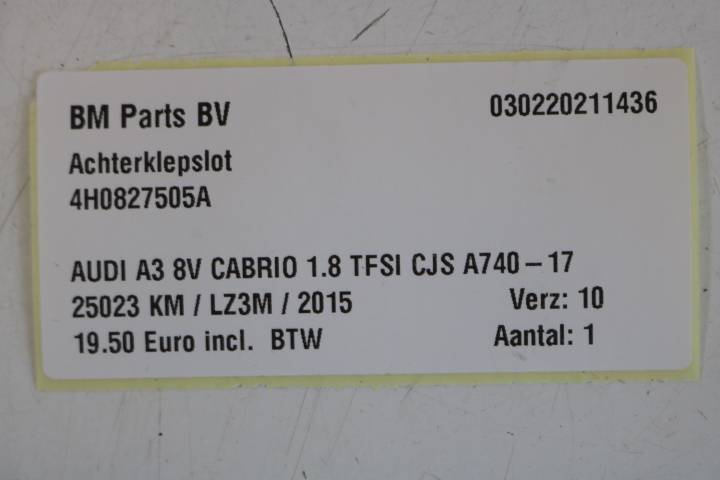 BM Parts BV 030220211436
Achterklepslot
4H0827505A
AUDI A3 8V CABRIO 1.8 TFSI CJS A740 – 17
25023 KM / LZ3M / 2015 Verz: 10
19.50 Euro incl. BTW Aantal: 1